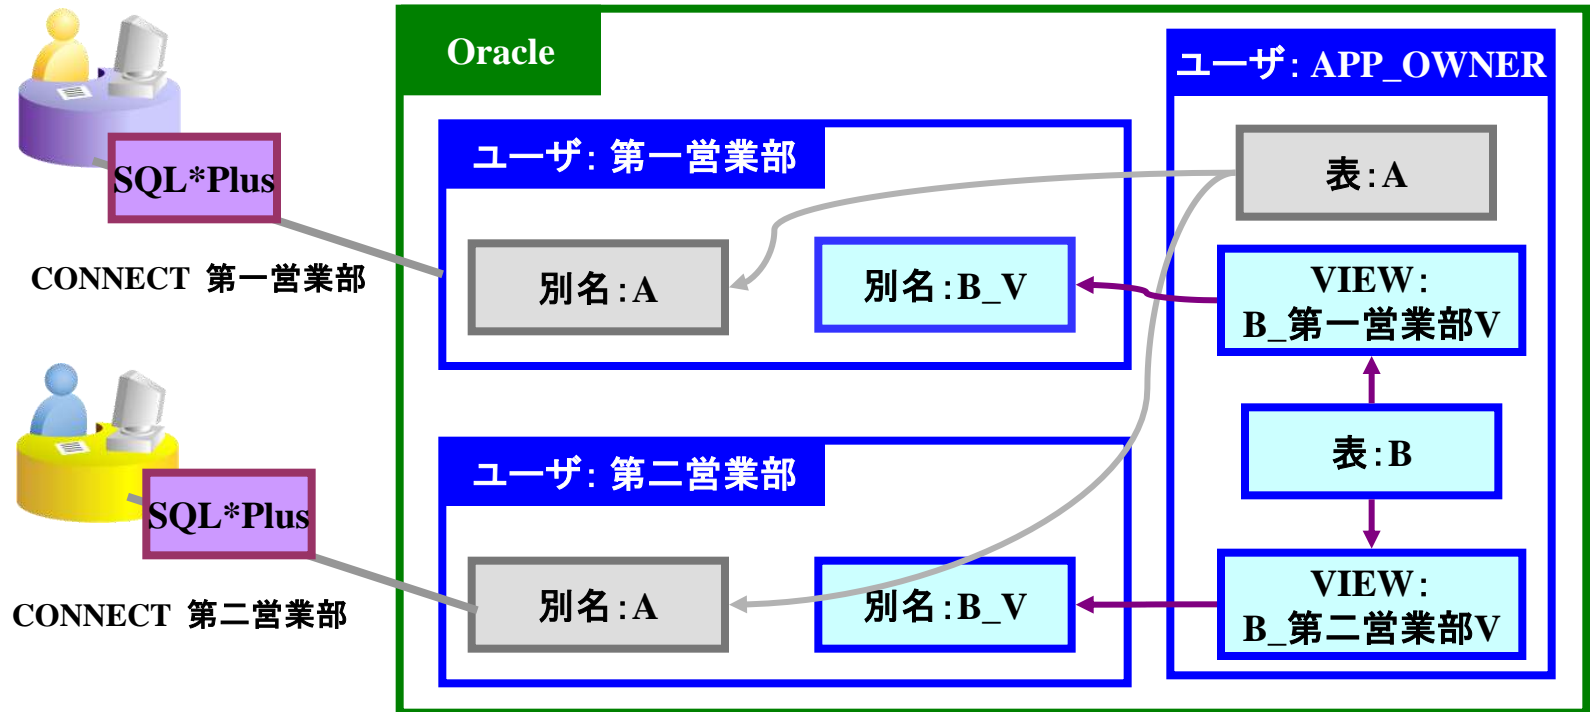 Oracle
ユーザ: APP_OWNER
ユーザ: 第一営業部
表:A
SQL*Plus
CONNECT 第一営業部
別名:A
別名:B_V
VIEW:
B_第一営業部V
表:B
ユーザ: 第二営業部
SQL*Plus
CONNECT 第二営業部
別名:A
別名:B_V
VIEW:
B_第二営業部V